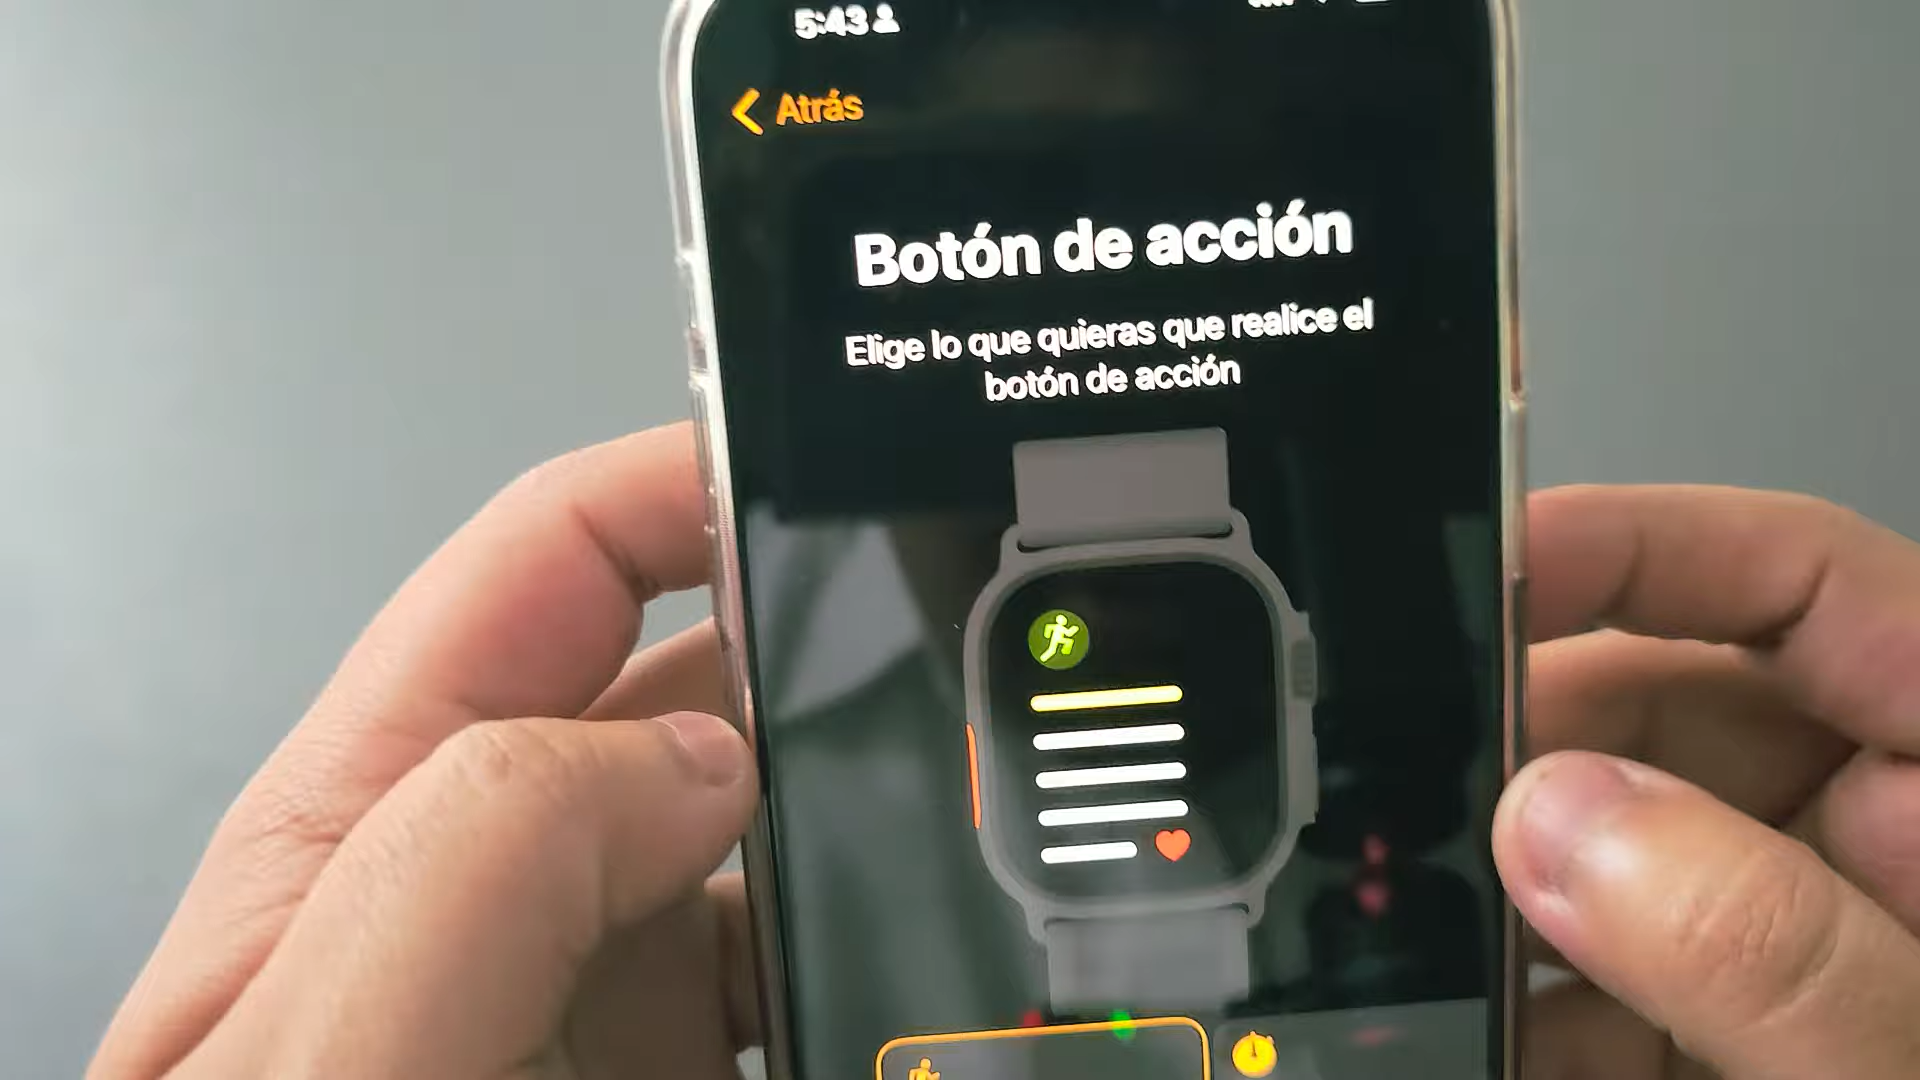 5:43
Atrás
Botón de acción
Elige lo que quieras que realice el
botón de acción